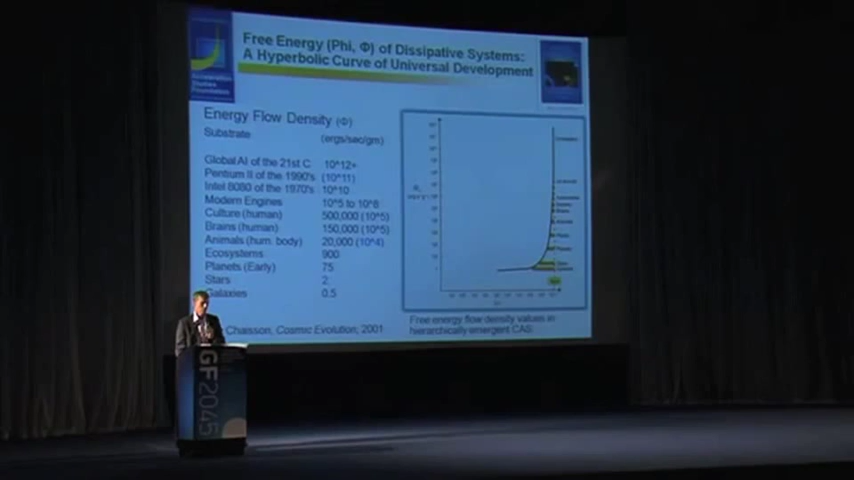 Free Energy (Phi, Φ) of Dissipative Systems:
A Hyperbolic Curve of Universal Development
Acceleration
Studies
Foundation
Energy Flow Density (Φ)
Substrate (ergs/sec/gm)
Global AI of the 21st C 10^12+
Pentium II of the 1990's (10^11)
Intel 8080 of the 1970's 10^10
Modern Engines 10^5 to 10^8
Culture (human) 500,000 (10^5)
Brains (human) 150,000 (10^5)
Animals (hum. body) 20,000 (10^4)
Ecosystems 900
Planets (Early) 75
Stars 2
Galaxies 0.5
Chaisson, Cosmic Evolution, 2001
Free energy flow density values in
hierarchically emergent CAS
GF2045